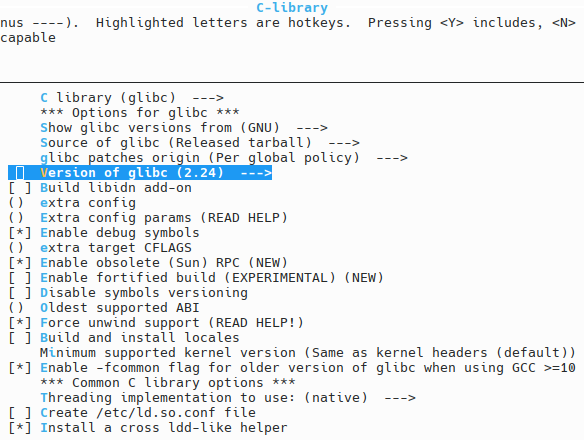 C-library
nus ----).  Highlighted letters are hotkeys.  Pressing <Y> includes, <N>
capable
C library (glibc)  --->
*** Options for glibc ***
Show glibc versions from (GNU)  --->
Source of glibc (Released tarball)  --->
glibc patches origin (Per global policy)  --->
Version of glibc (2.24)  --->
[ ] Build libidn add-on
() extra config
() Extra config params (READ HELP)
[*] Enable debug symbols
() extra target CFLAGS
[*] Enable obsolete (Sun) RPC (NEW)
[ ] Enable fortified build (EXPERIMENTAL) (NEW)
[ ] Disable symbols versioning
() Oldest supported ABI
[*] Force unwind support (READ HELP!)
[ ] Build and install locales
Minimum supported kernel version (Same as kernel headers (default))
[*] Enable -fcommon flag for older version of glibc when using GCC >=10
*** Common C library options ***
Threading implementation to use: (native)  --->
[ ] Create /etc/ld.so.conf file
[*] Install a cross ldd-like helper